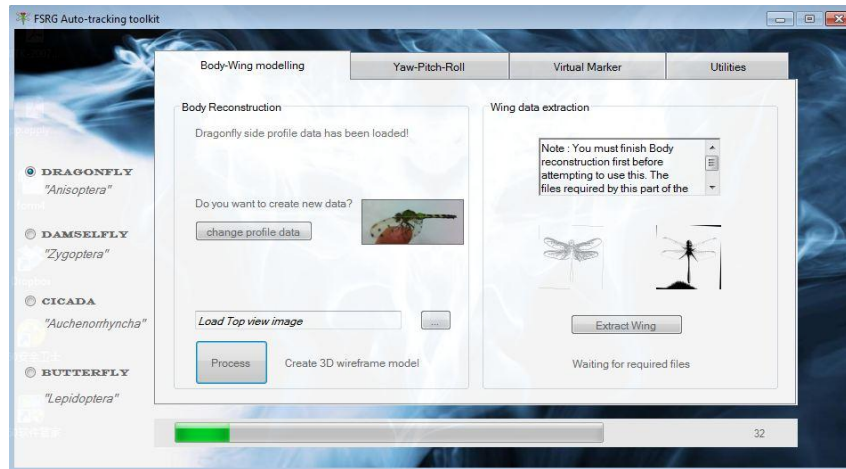 FSRG Auto-tracking toolkit
Body-Wing modelling
Yaw-Pitch-Roll
Virtual Marker
Utilities
DRAGONFLY
"Anisoptera"
DAMSELFLY
"Zygoptera"
CICADA
"Auchenorrhyncha"
BUTTERFLY
"Lepidoptera"
Body Reconstruction
Dragonfly side profile data has been loaded!
Do you want to create new data?
change profile data
Load Top view image
...
Process
Create 3D wireframe model
Wing data extraction
Note : You must finish Body
reconstruction first before
attempting to use this. The
files required by this part of the
Extract Wing
Waiting for required files
32